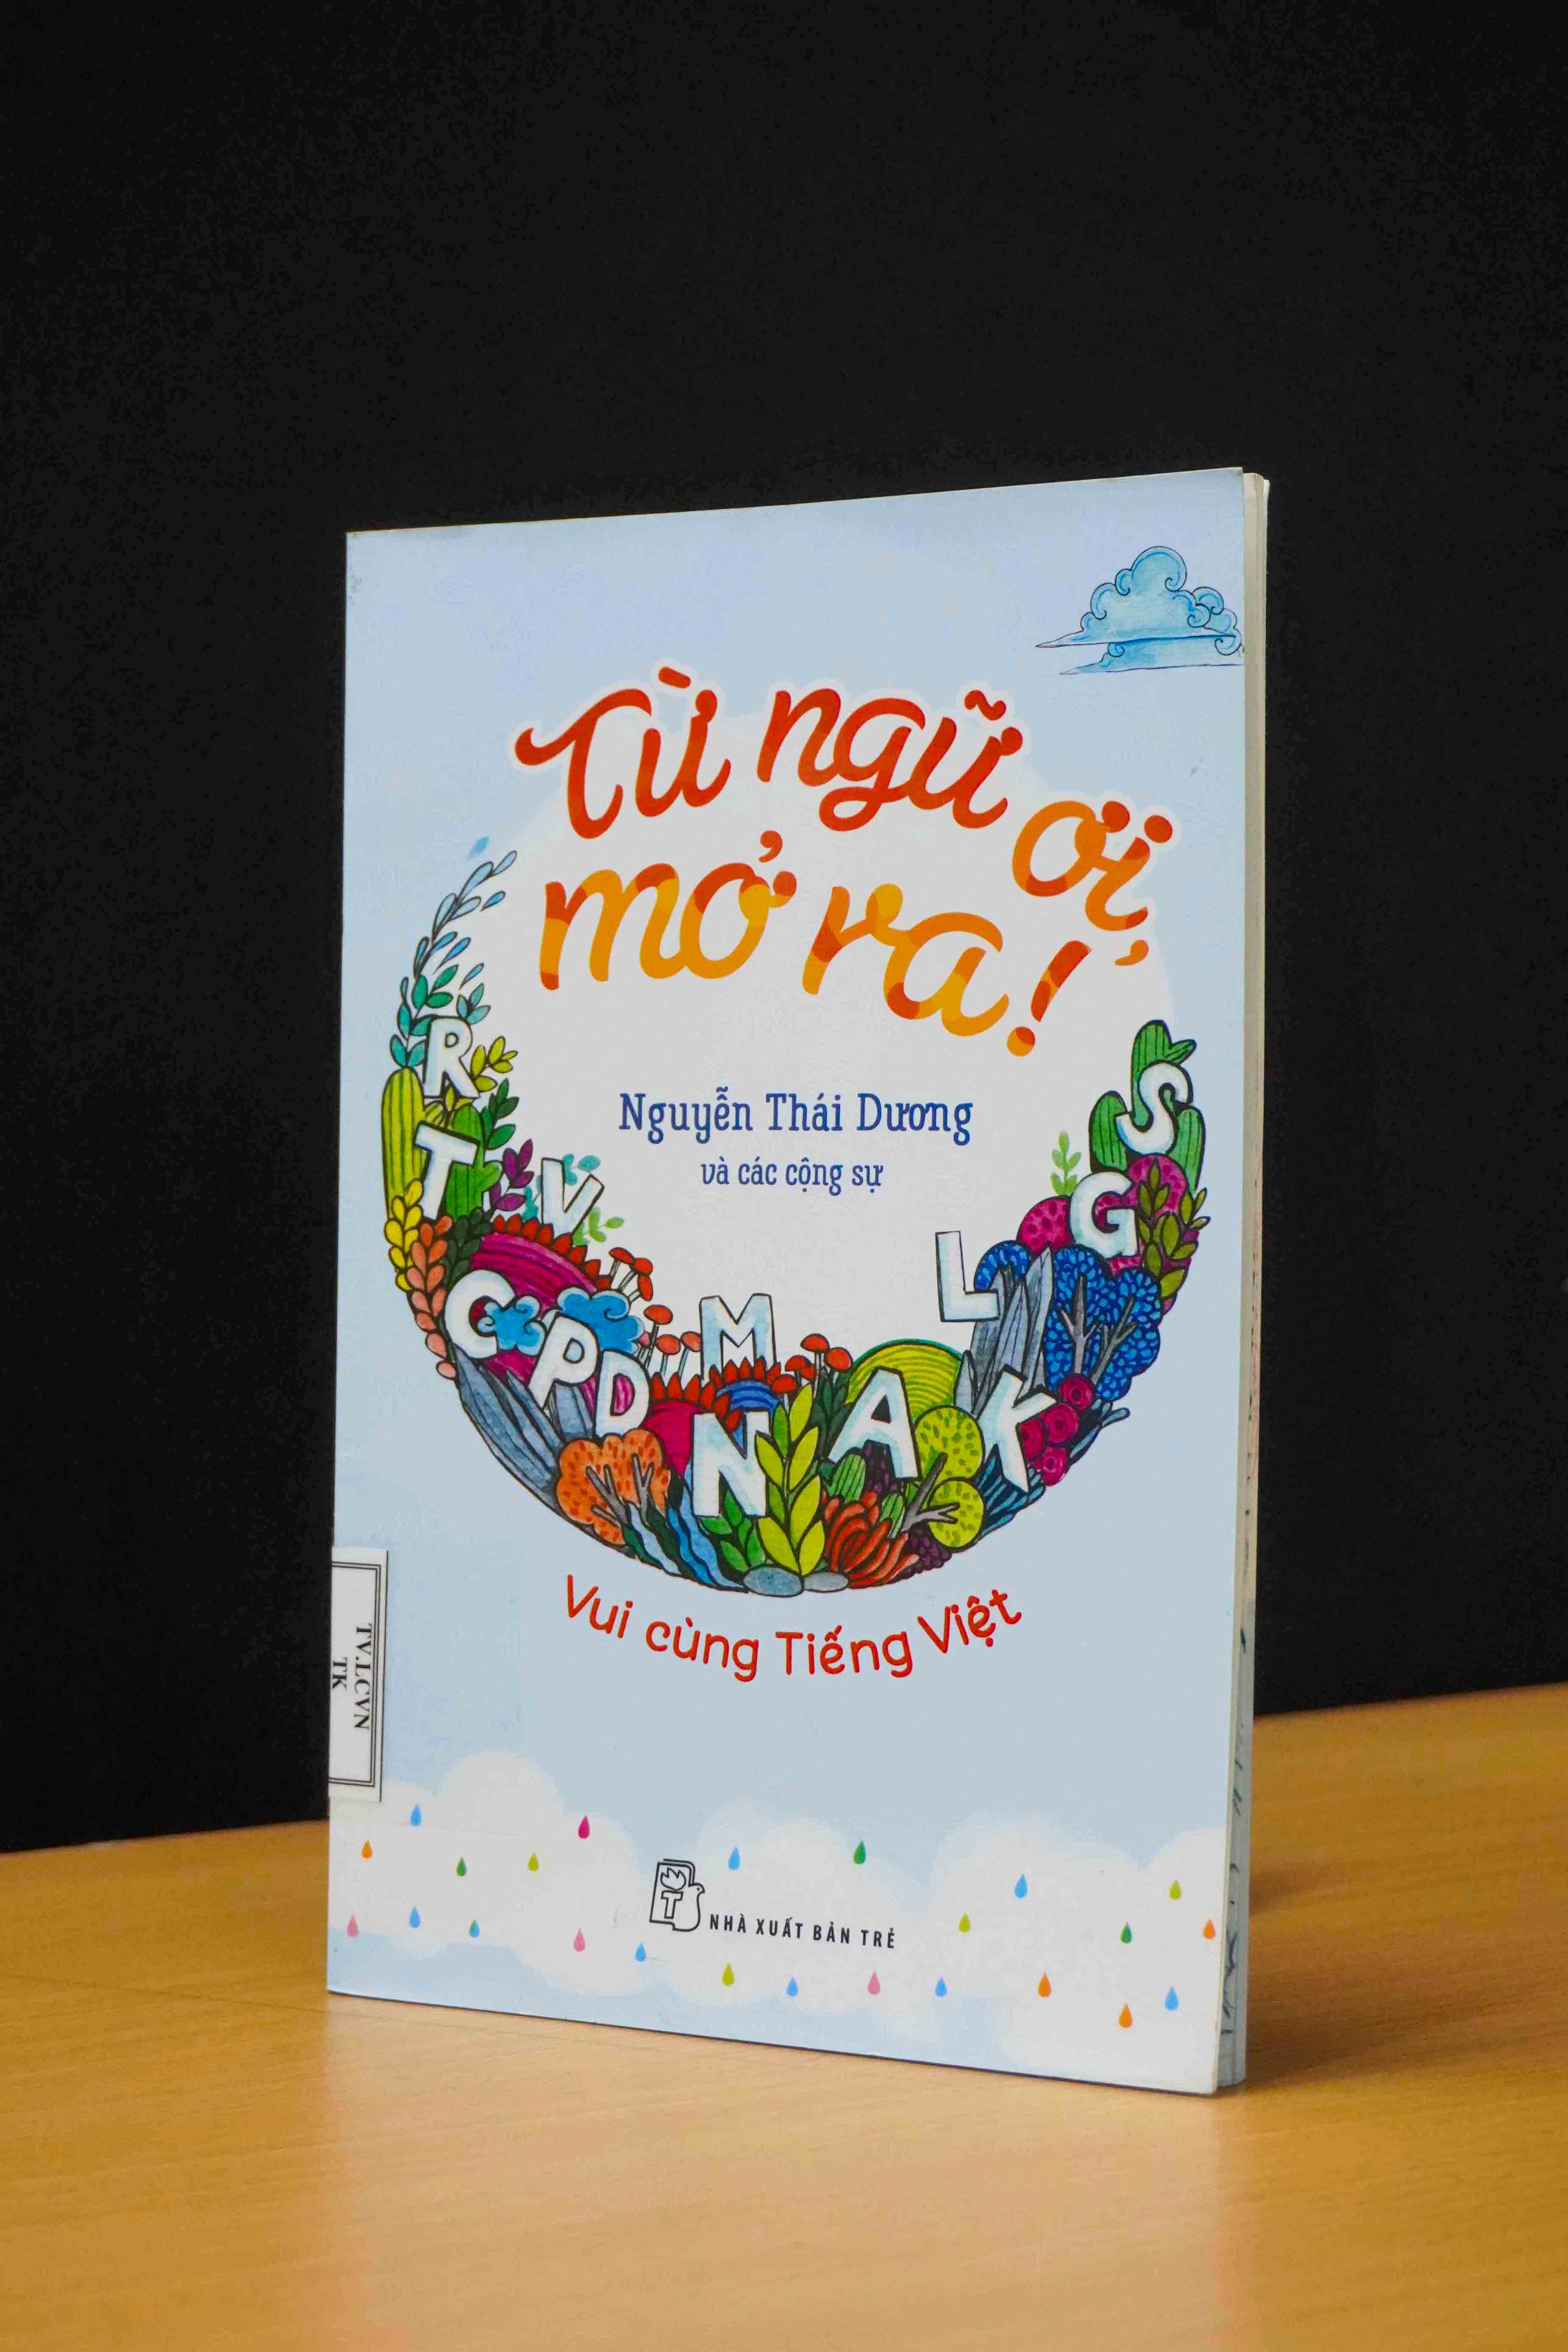 Từ ngữ ơi,
mở ra!
Nguyễn Thái Dương
và các cộng sự
R
S
T
V
G
L
C
P
D
M
N
A
K
Vui cùng Tiếng Việt
TV.LCVN
TK
T
NHÀ XUẤT BẢN TRẺ